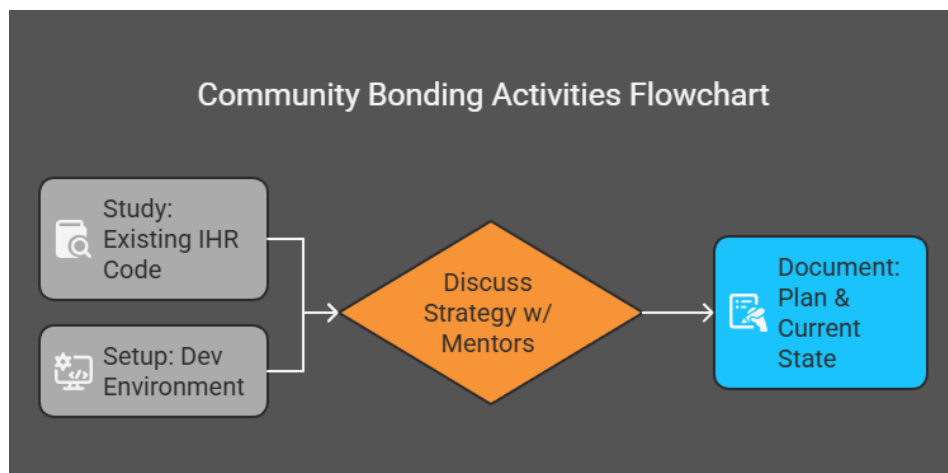 Community Bonding Activities Flowchart
Study:
Existing IHR
Code
Setup: Dev
Environment
Discuss
Strategy w/
Mentors
Document:
Plan &
Current
State